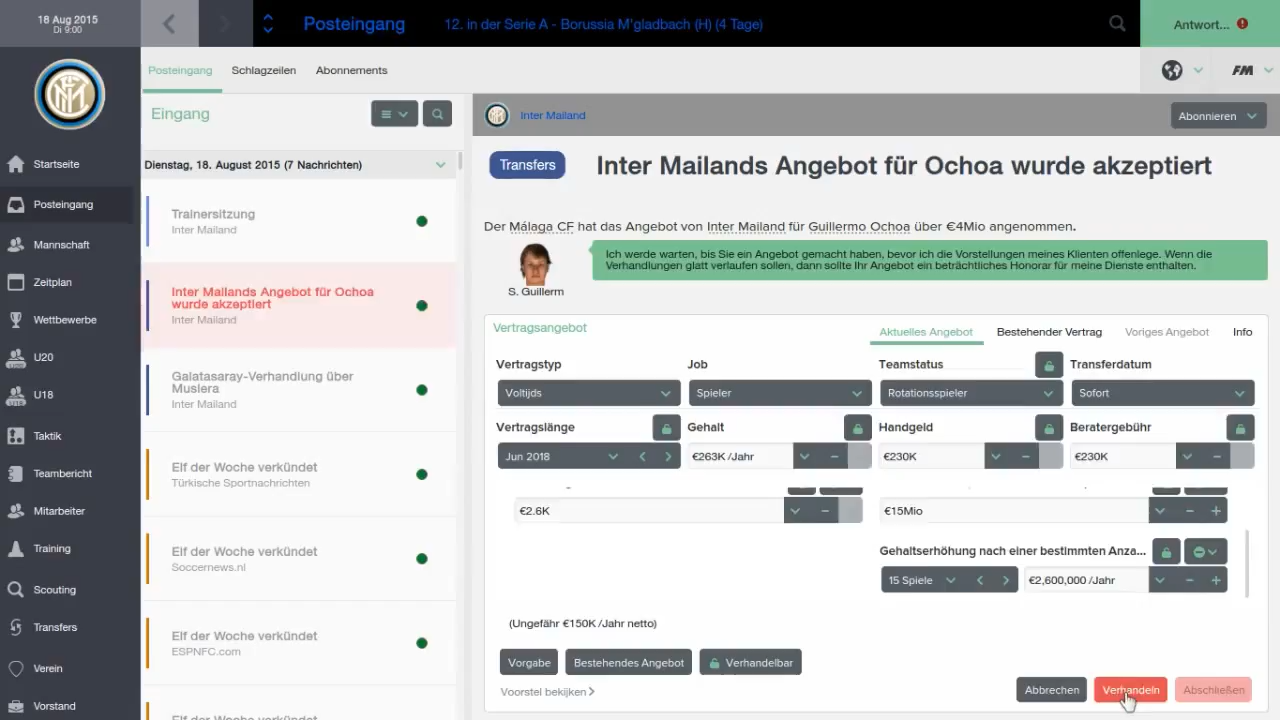 18 Aug 2015
Di 9:00
Posteingang
12. in der Serie A - Borussia M'gladbach (H) (4 Tage)
Antwort...
Posteingang
Schlagzeilen
Abonnements
FM
Eingang
Inter Mailand
Abonnieren
Dienstag, 18. August 2015 (7 Nachrichten)
Startseite
Posteingang
Mannschaft
Zeitplan
Wettbewerbe
U20
U18
Taktik
Teambericht
Mitarbeiter
Training
Scouting
Transfers
Verein
Vorstand
Trainersitzung
Inter Mailand
Inter Mailands Angebot für Ochoa
wurde akzeptiert
Inter Mailand
Galatasaray-Verhandlung über
Muslera
Inter Mailand
Elf der Woche verkündet
Türkische Sportnachrichten
Elf der Woche verkündet
Soccernews.nl
Elf der Woche verkündet
ESPNFC.com
Elf der Woche verkündet
Transfers
Inter Mailands Angebot für Ochoa wurde akzeptiert
Der Málaga CF hat das Angebot von Inter Mailand für Guillermo Ochoa über €4Mio angenommen.
Ich werde warten, bis Sie ein Angebot gemacht haben, bevor ich die Vorstellungen meines Klienten offenlege. Wenn die
Verhandlungen glatt verlaufen sollen, dann sollte Ihr Angebot ein beträchtliches Honorar für meine Dienste enthalten.
S. Guillerm
Vertragsangebot
Aktuelles Angebot
Bestehender Vertrag
Voriges Angebot
Info
Vertragstyp
Job
Teamstatus
Transferdatum
Voltijds
Spieler
Rotationsspieler
Sofort
Vertragslänge
Gehalt
Handgeld
Beratergebühr
Jun 2018
€263K /Jahr
€230K
€230K
€2.6K
€15Mio
Gehaltserhöhung nach einer bestimmten Anza...
15 Spiele
€2,600,000 /Jahr
(Ungefähr €150K /Jahr netto)
Vorgabe
Bestehendes Angebot
Verhandelbar
Voorstel bekijken
Abbrechen
Verhandeln
Abschließen